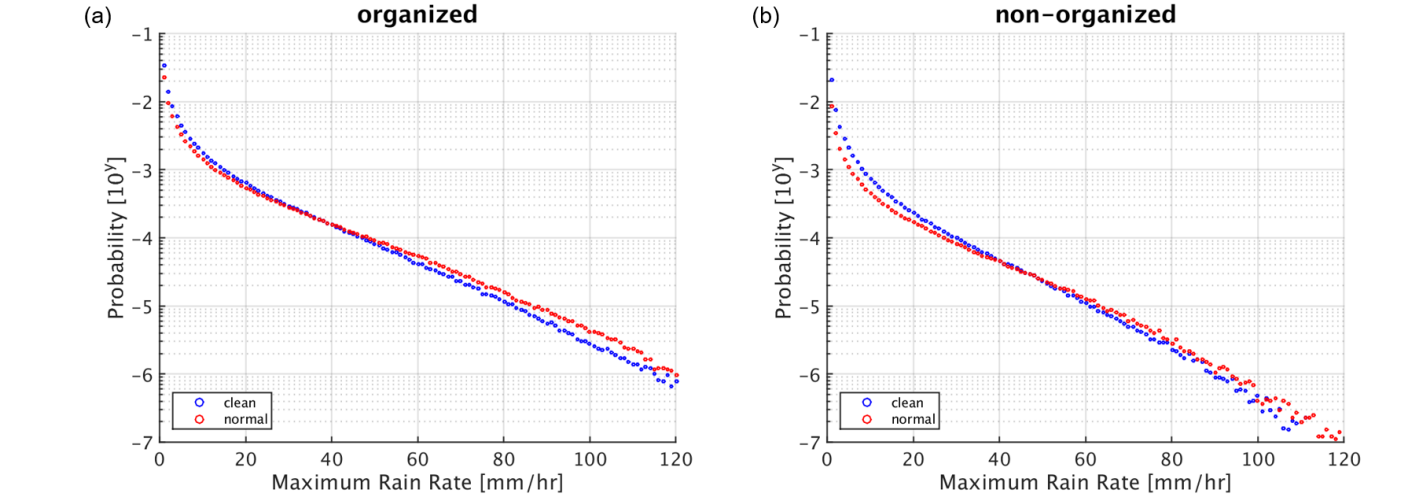 (a) organized
Probability [10^y]
−1
−2
−3
−4
−5
−6
−7
clean
normal
0 20 40 60 80 100 120
Maximum Rain Rate [mm/hr]
(b) non-organized
Probability [10^y]
−1
−2
−3
−4
−5
−6
−7
clean
normal
0 20 40 60 80 100 120
Maximum Rain Rate [mm/hr]